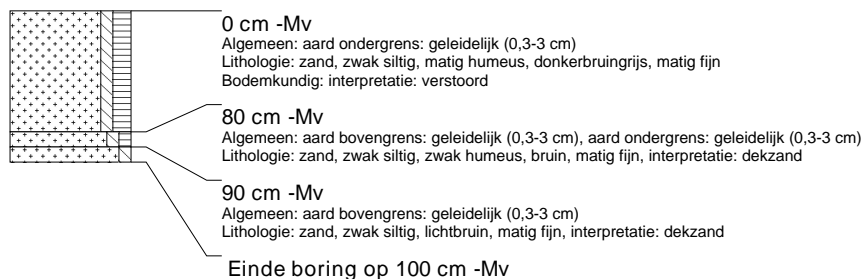 0 cm -Mv
Algemeen: aard ondergrens: geleidelijk (0,3-3 cm)
Lithologie: zand, zwak siltig, matig humeus, donkerbruingrijs, matig fijn
Bodemkundig: interpretatie: verstoord
80 cm -Mv
Algemeen: aard bovengrens: geleidelijk (0,3-3 cm), aard ondergrens: geleidelijk (0,3-3 cm)
Lithologie: zand, zwak siltig, zwak humeus, bruin, matig fijn, interpretatie: dekzand
90 cm -Mv
Algemeen: aard bovengrens: geleidelijk (0,3-3 cm)
Lithologie: zand, zwak siltig, lichtbruin, matig fijn, interpretatie: dekzand
Einde boring op 100 cm -Mv